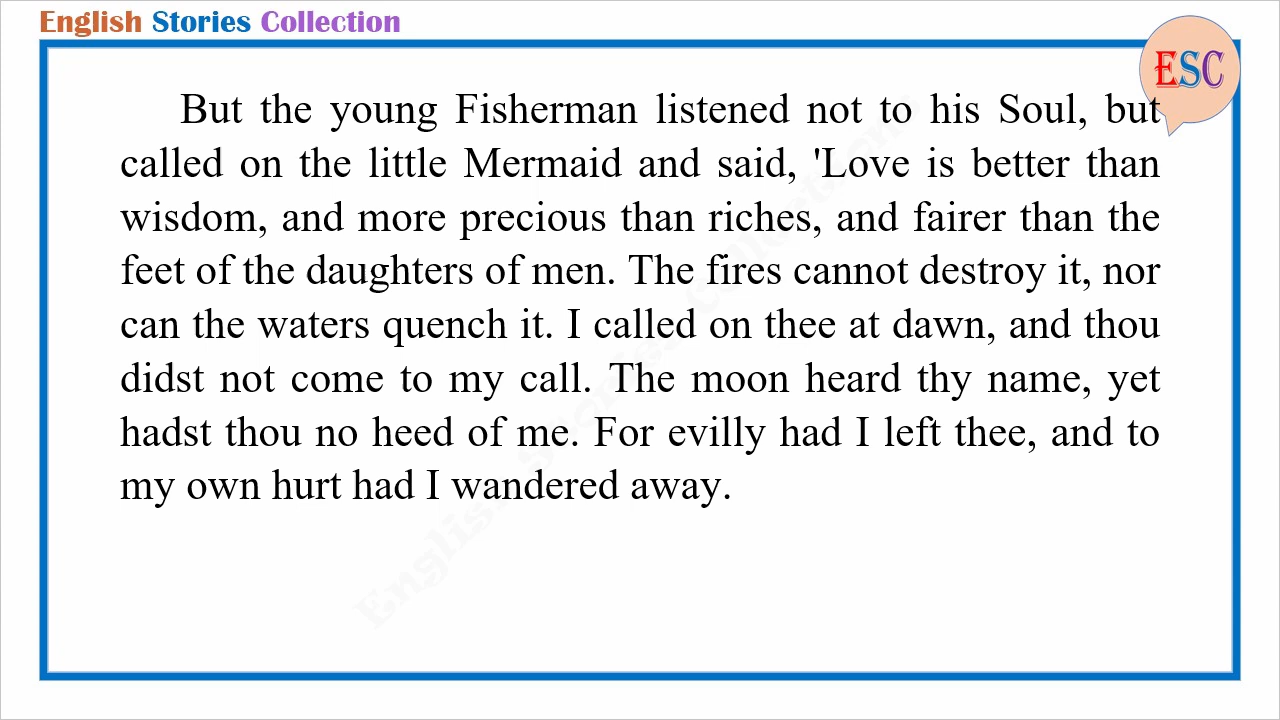 English Stories Collection
ESC
But the young Fisherman listened not to his Soul, but
called on the little Mermaid and said, 'Love is better than
wisdom, and more precious than riches, and fairer than the
feet of the daughters of men. The fires cannot destroy it, nor
can the waters quench it. I called on thee at dawn, and thou
didst not come to my call. The moon heard thy name, yet
hadst thou no heed of me. For evilly had I left thee, and to
my own hurt had I wandered away.